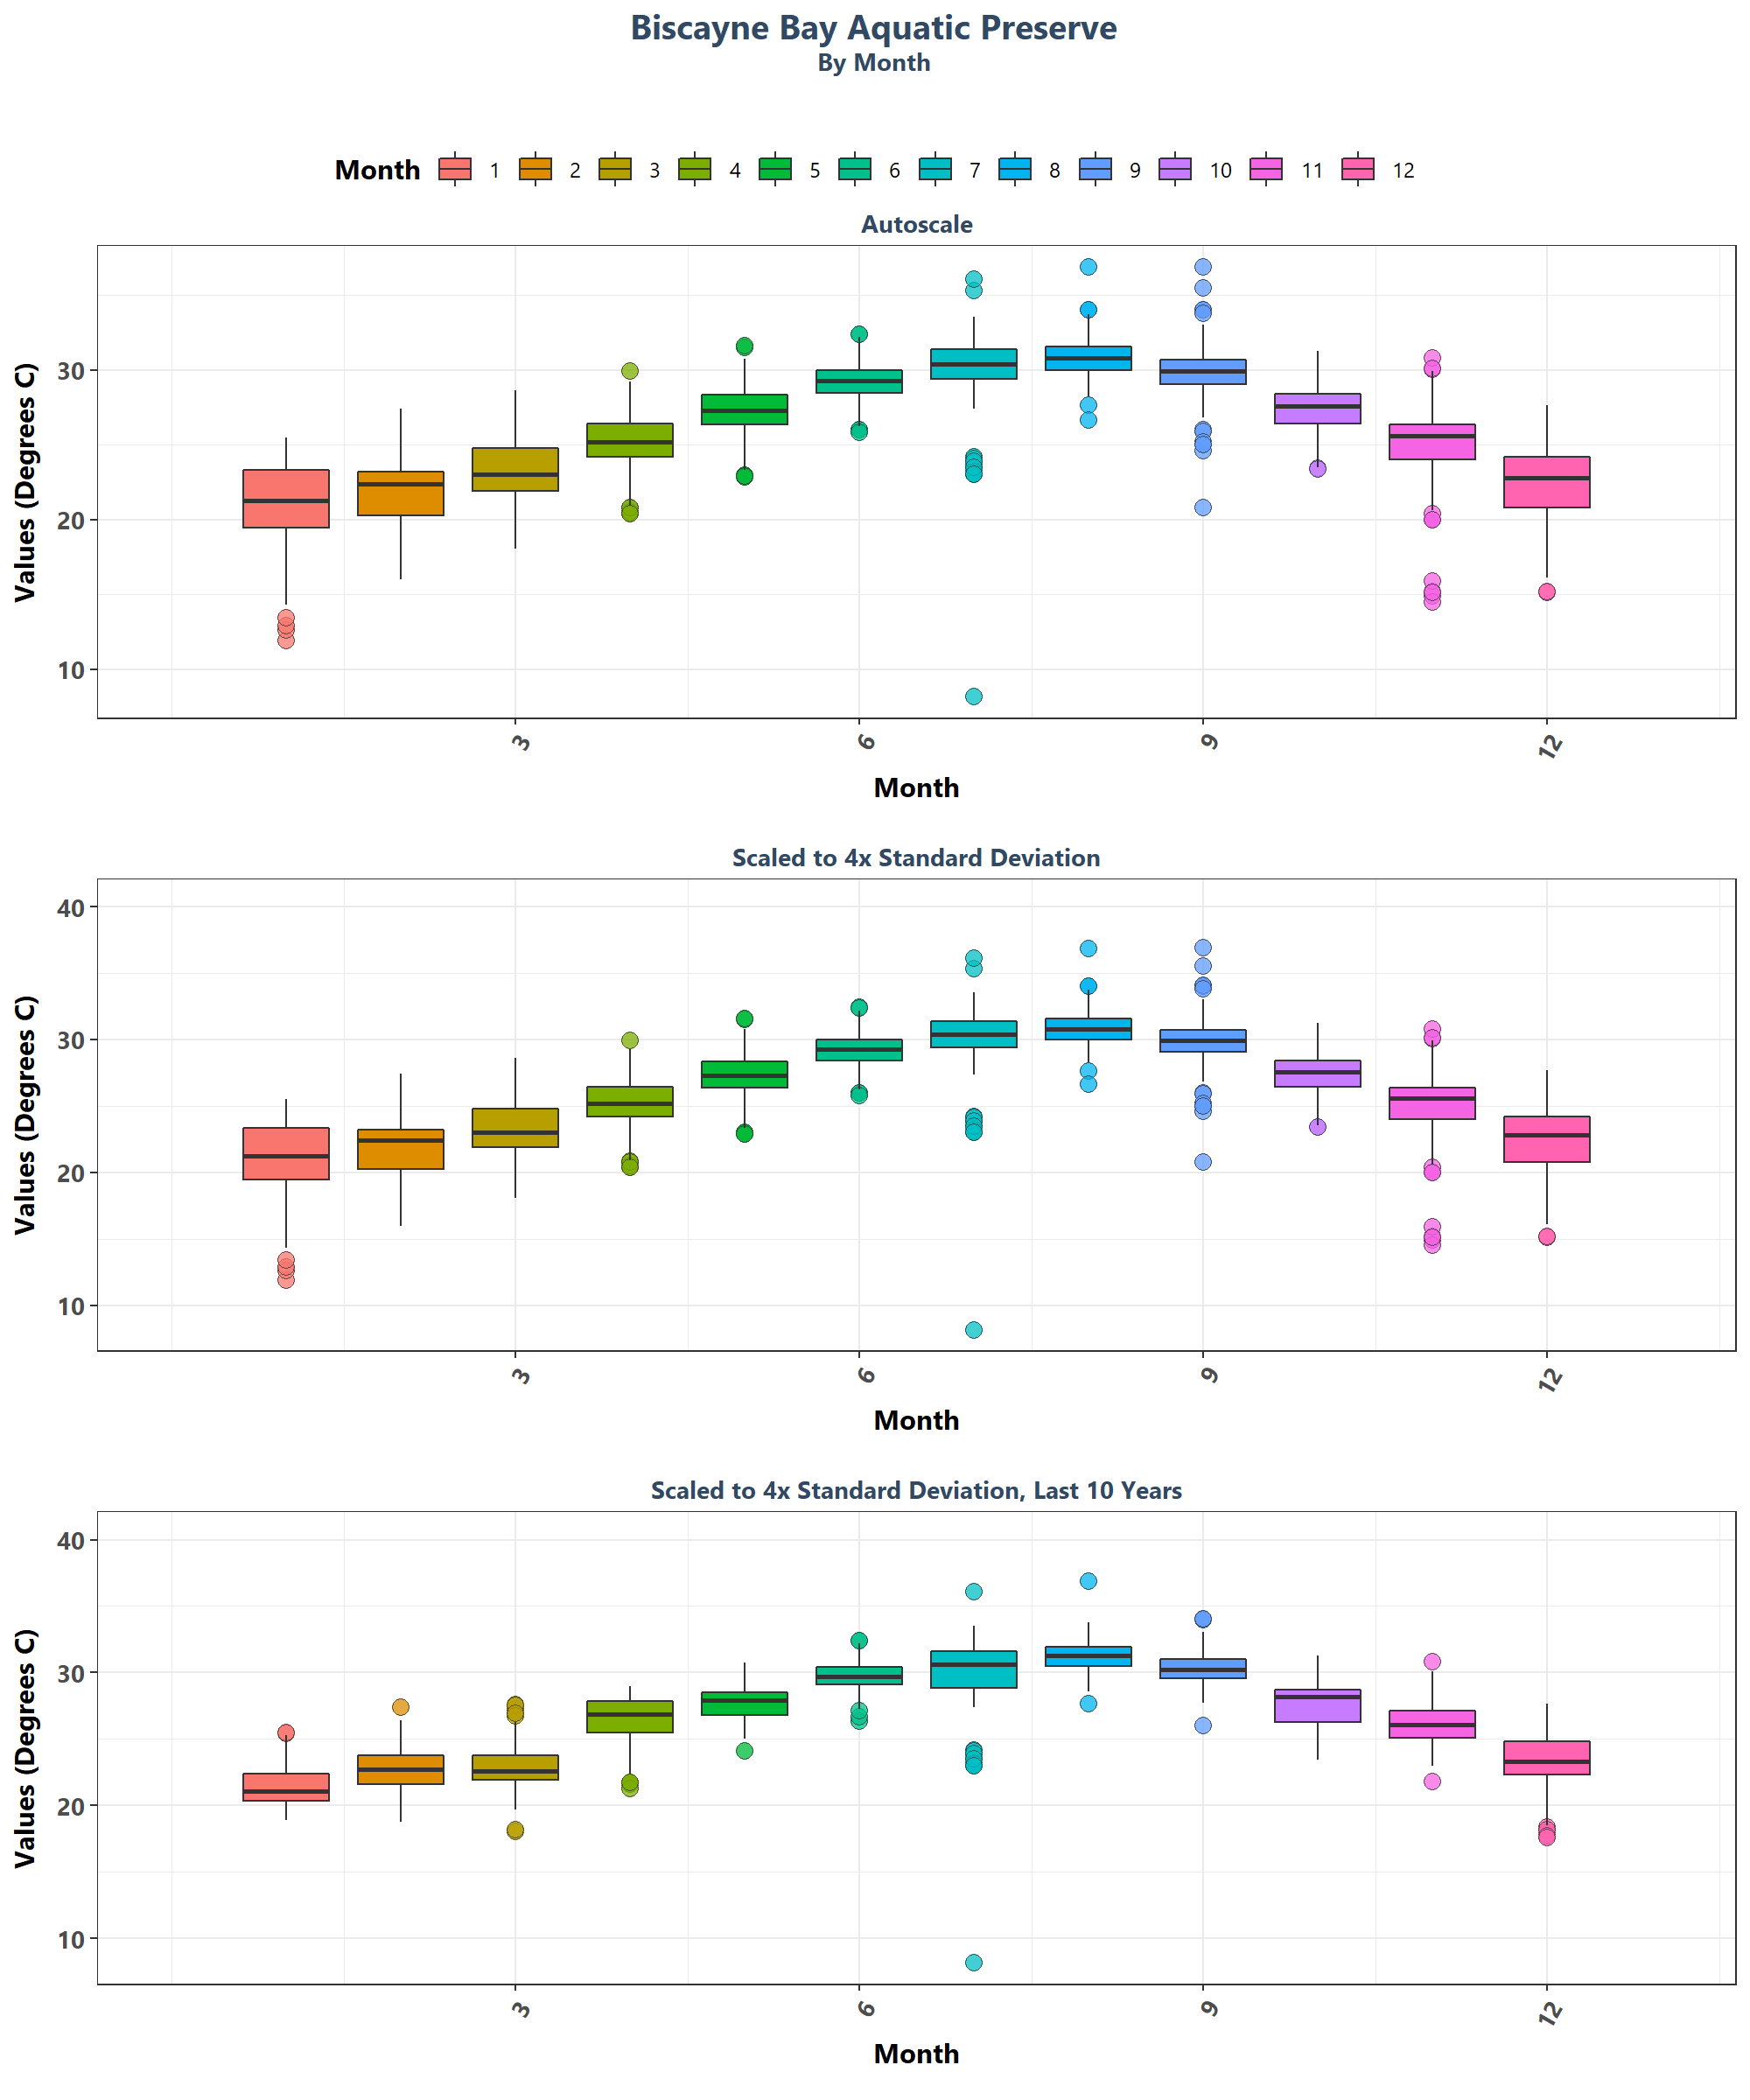 Biscayne Bay Aquatic Preserve
By Month
Month 1 2 3 4 5 6 7 8 9 10 11 12
Autoscale
Values (Degrees C)
30
20
10
3 6 9 12
Month
Scaled to 4x Standard Deviation
Values (Degrees C)
40
30
20
10
3 6 9 12
Month
Scaled to 4x Standard Deviation, Last 10 Years
Values (Degrees C)
40
30
20
10
3 6 9 12
Month